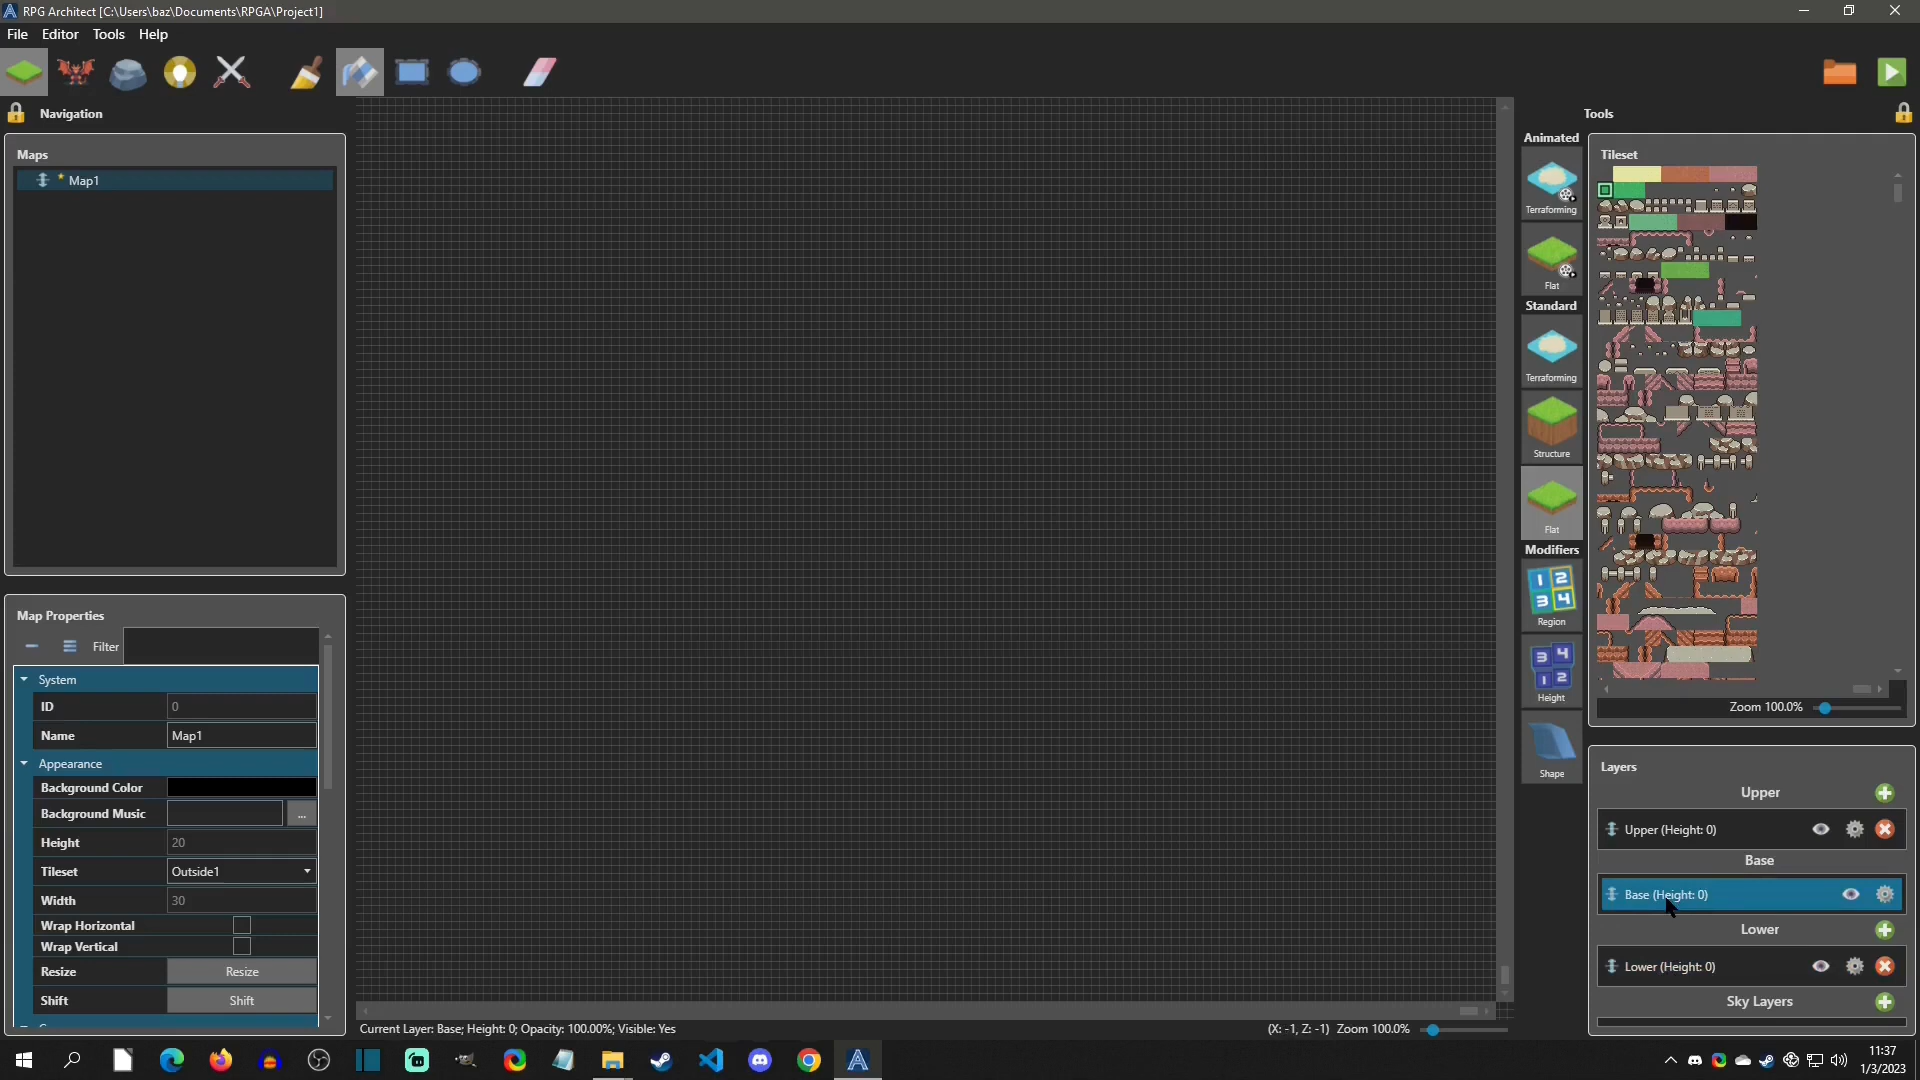 RPG Architect [C:\Users\baz\Documents\RPGA\Project1]
File Editor Tools Help
Navigation
Tools
Maps
Map1
Animated
Terraforming
Flat
Standard
Terraforming
Structure
Flat
Modifiers
Region
Height
Shape
Tileset
Zoom 100.0%
Map Properties
Filter
System
ID 0
Name Map1
Appearance
Background Color
Background Music ...
Height 20
Tileset Outside1
Width 30
Wrap Horizontal
Wrap Vertical
Resize Resize
Shift Shift
Layers
Upper
Upper (Height: 0)
Base
Base (Height: 0)
Lower
Lower (Height: 0)
Sky Layers
Current Layer: Base; Height: 0; Opacity: 100.00%; Visible: Yes
(X: -1, Z: -1) Zoom 100.0%
11:37
1/3/2023